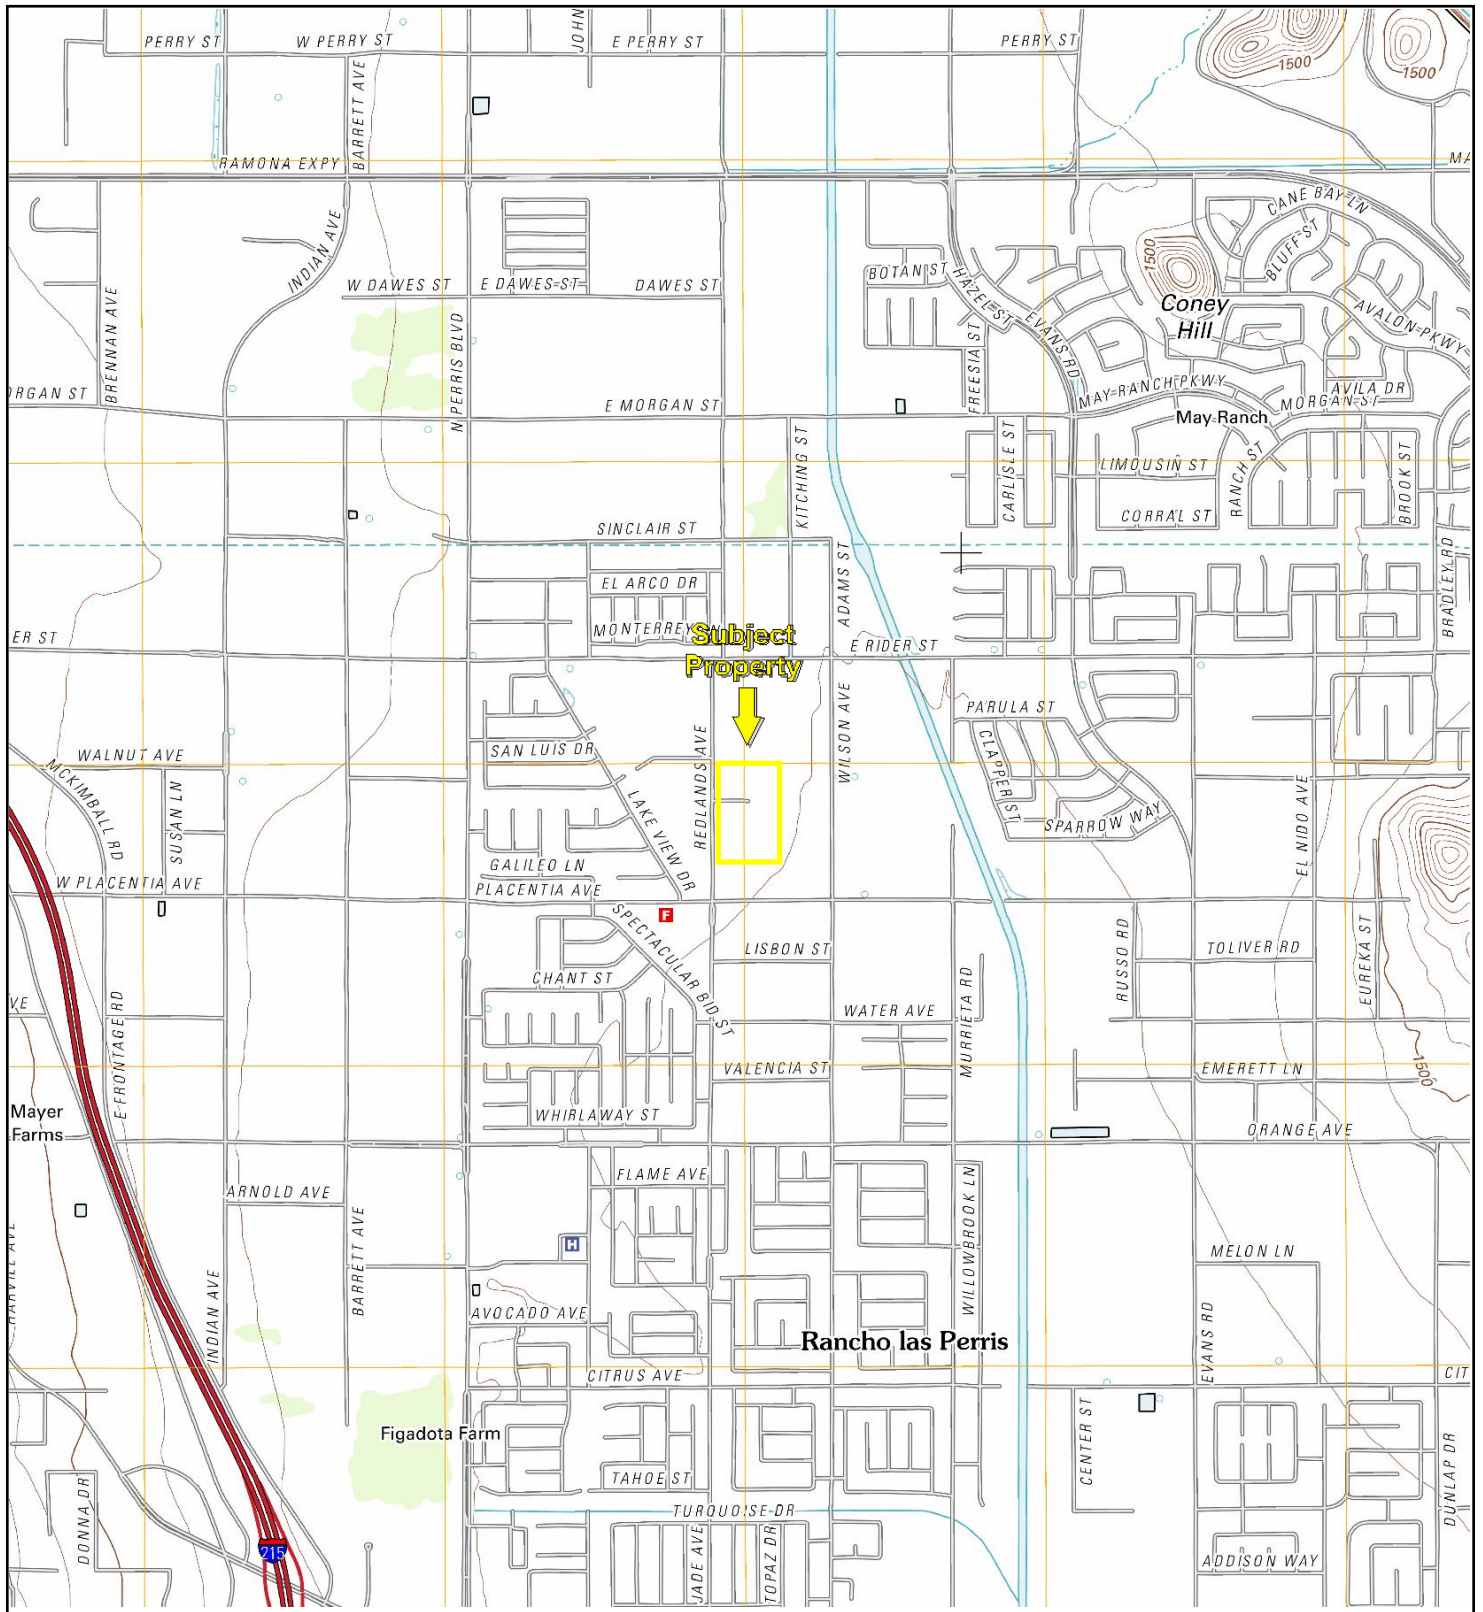 PERRY ST
W PERRY ST
JOHN
E PERRY ST
PERRY ST
1500
1500
BARRETT AVE
RAMONA EXPY
MA
CANE BAY LN
BLUFF ST
INDIAN AVE
1500
BOTAN ST
HAZEL ST
W DAWES ST
E DAWES ST
DAWES ST
BRENNAN AVE
N PERRIS BLVD
Coney
Hill
AVALON PKWY
EVANS RD
FREESIA ST
MAY RANCH PKWY
AVILA DR
MORGAN ST
ORGAN ST
E MORGAN ST
May Ranch
KITCHING ST
CARLISLE ST
LIMOUSIN ST
RANCH ST
BROOK ST
CORRAL ST
SINCLAIR ST
ADAMS ST
BRADLEY RD
EL ARCO DR
MONTERREY
Subject
Property
ER ST
E RIDER ST
PARULA ST
WILSON AVE
CLAPPER ST
SPARROW WAY
WALNUT AVE
MCKIMBALL RD
SUSAN LN
SAN LUIS DR
LAKE VIEW DR
REDLANDS AVE
EL NIDO AVE
GALILEO LN
W PLACENTIA AVE
PLACENTIA AVE
F
SPECTACULAR BID ST
LISBON ST
RUSSO RD
TOLIVER RD
EUREKA ST
CHANT ST
VE
E FRONTAGE RD
WATER AVE
MURRIETA RD
VALENCIA ST
EMERETT LN
1500
Mayer
Farms
WHIRLAWAY ST
ORANGE AVE
FLAME AVE
ARNOLD AVE
WILLOWBROOK LN
HARVILL AVE
BARRETT AVE
H
MELON LN
INDIAN AVE
AVOCADO AVE
Rancho las Perris
EVANS RD
CITRUS AVE
CIT
Figadota Farm
CENTER ST
DUNLAP DR
TAHOE ST
DONNA DR
TURQUOISE DR
215
JADE AVE
TOPAZ DR
ADDISON WAY